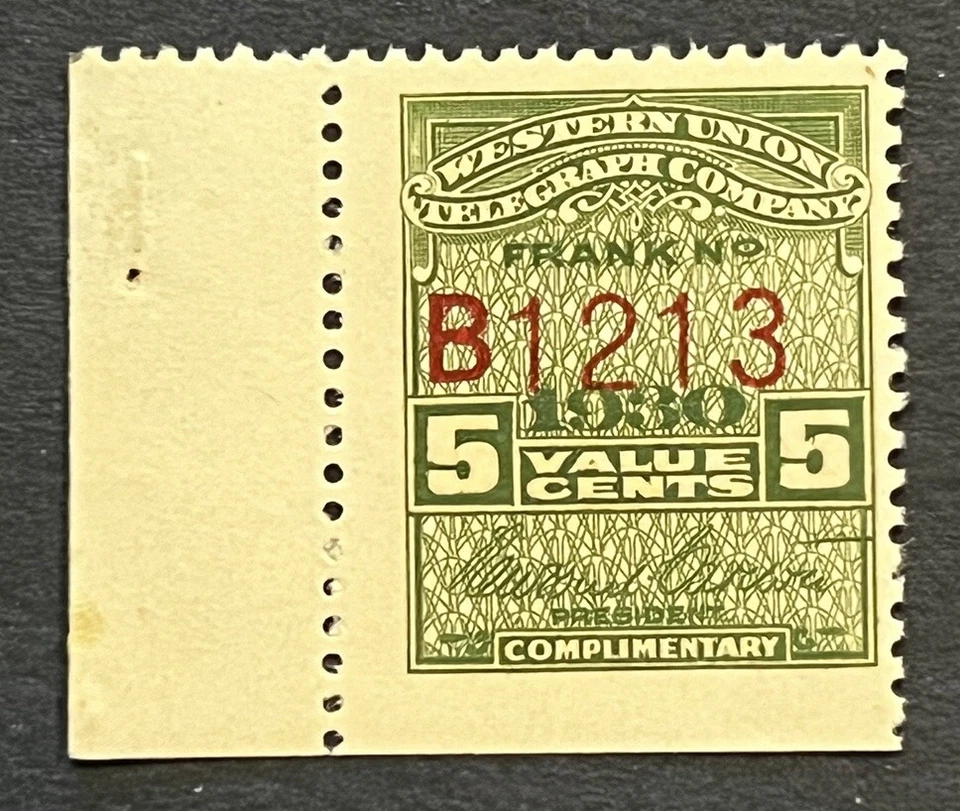 WESTERN UNION
TELEGRAPH COMPANY
FRANK Nº
B1213
1930
5 VALUE CENTS 5
PRESIDENT
COMPLIMENTARY